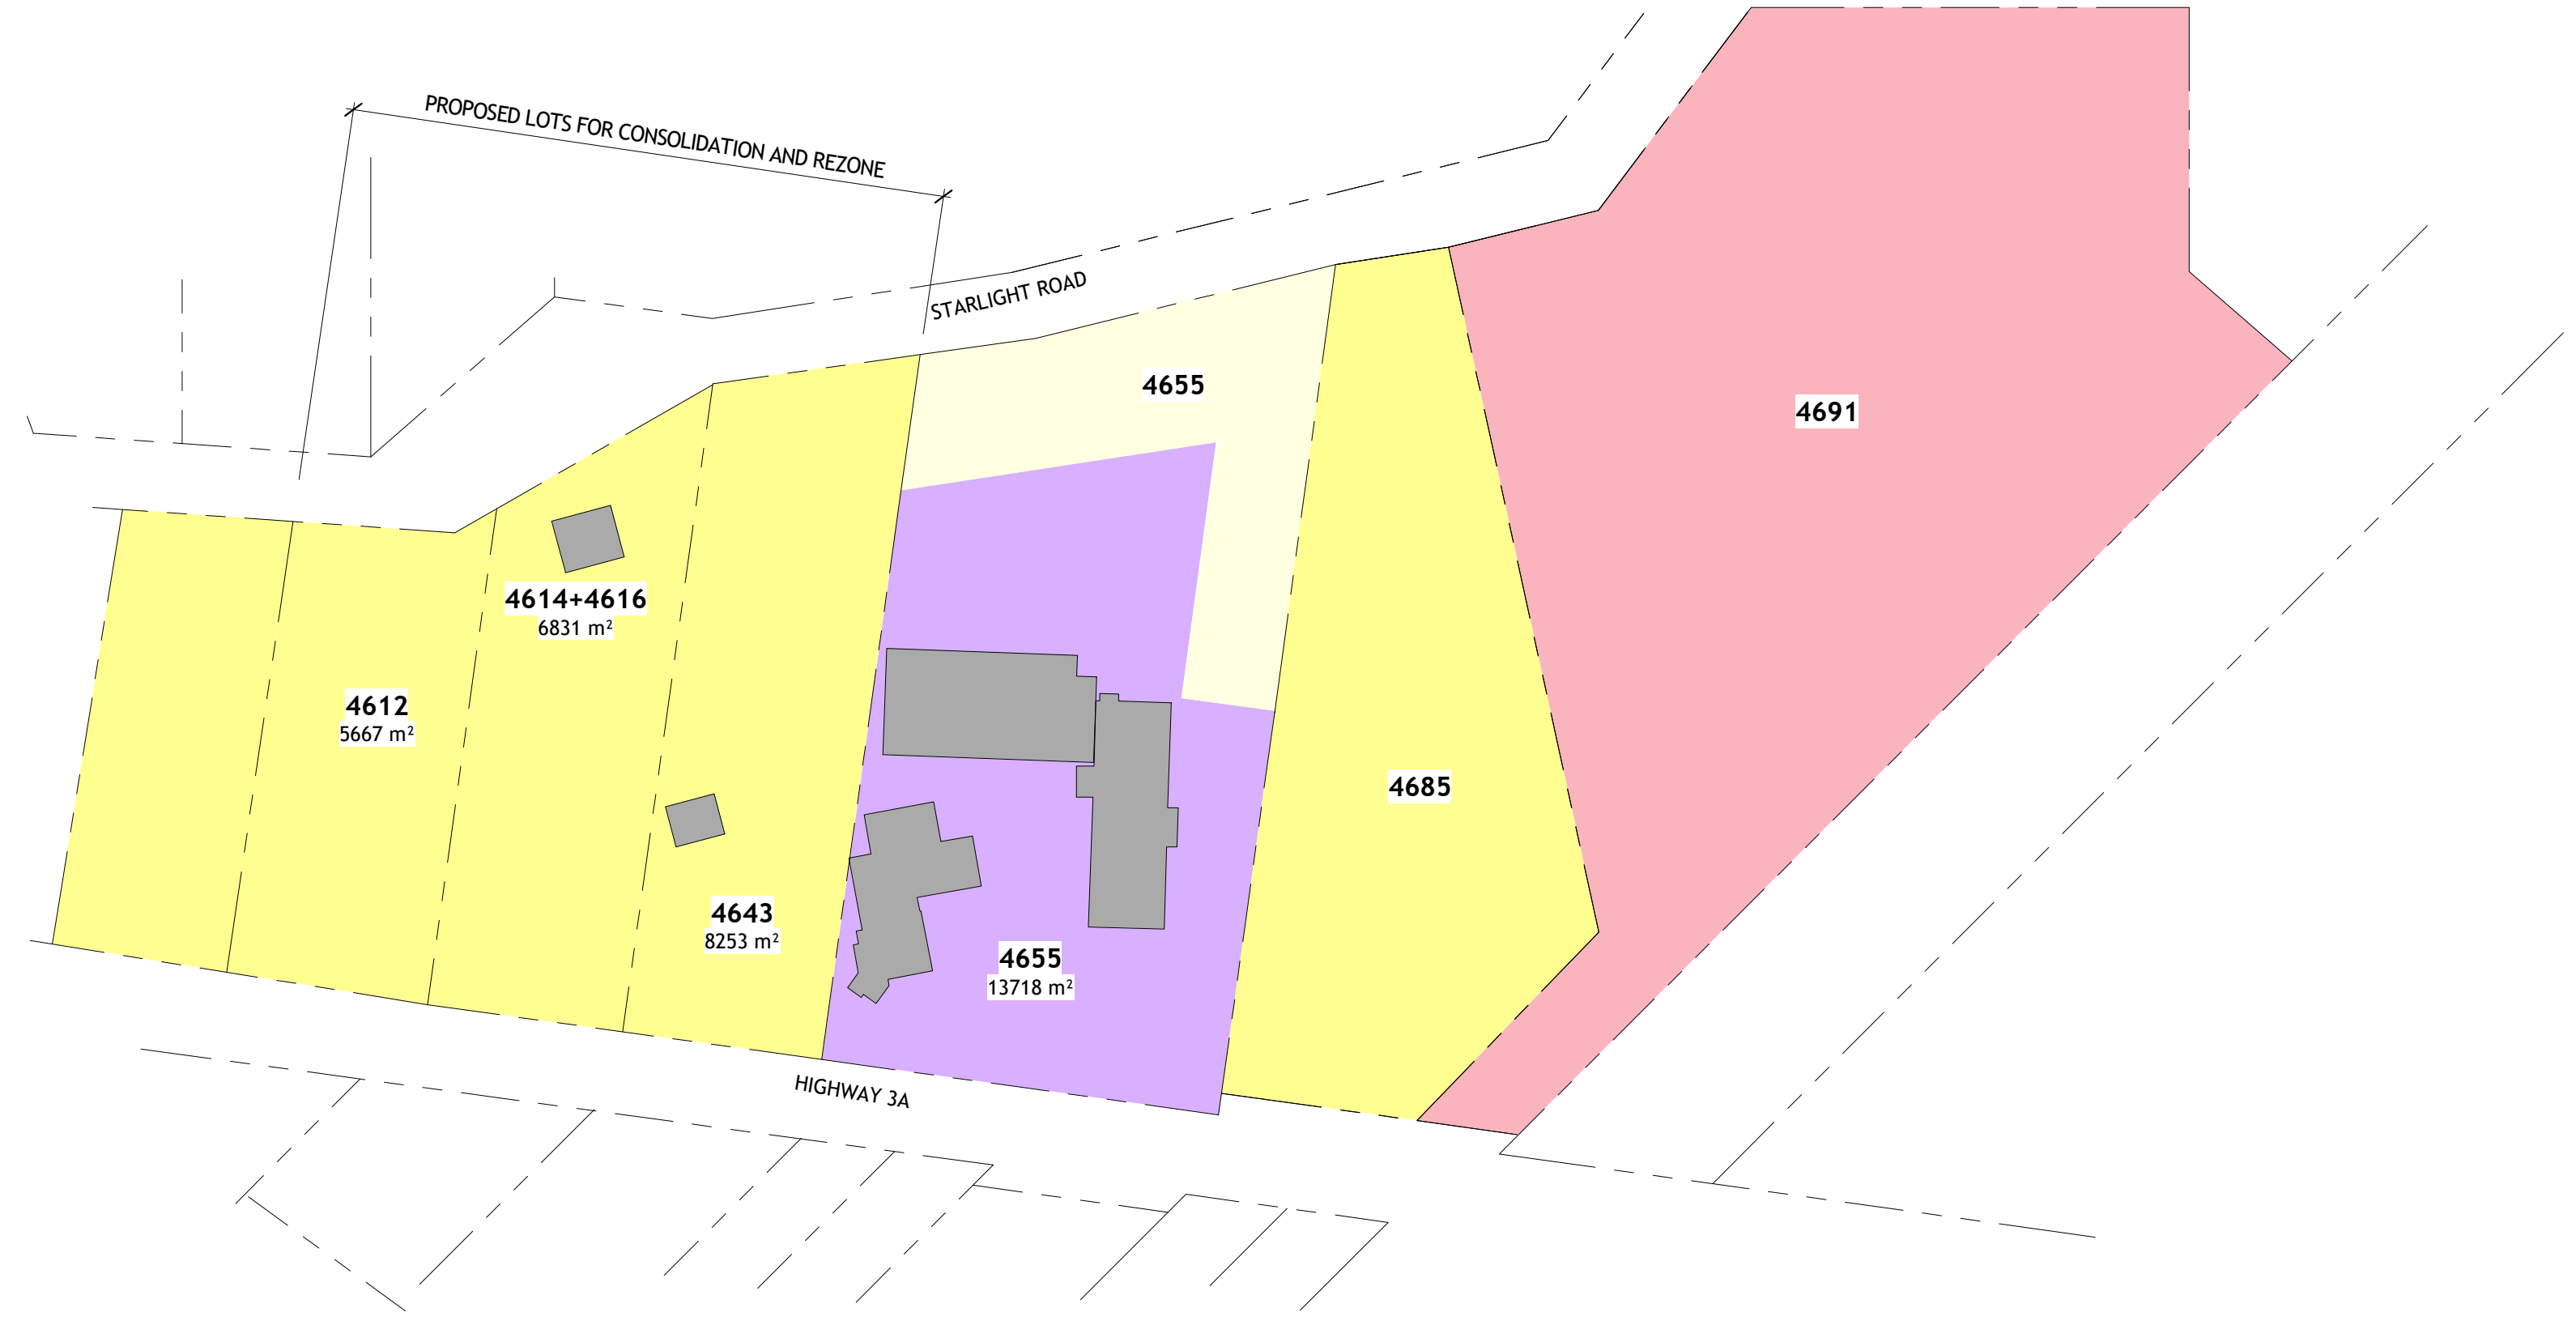 PROPOSED LOTS FOR CONSOLIDATION AND REZONE
STARLIGHT ROAD
4655
4691
4614+4616
6831 m²
4612
5667 m²
4685
4643
8253 m²
4655
13718 m²
HIGHWAY 3A